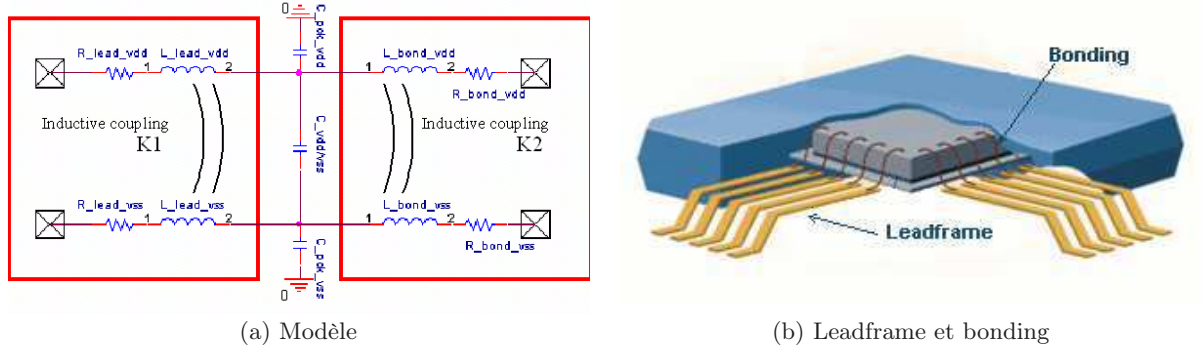 0
C_pck_vdd
R_lead_vdd
L_lead_vdd
1
2
L_bond_vdd
1
2
R_bond_vdd
Inductive coupling
K1
C_vdd/vss
Inductive coupling
K2
R_lead_vss
L_lead_vss
1
2
L_bond_vss
1
2
R_bond_vss
C_pck_vss
0
Bonding
Leadframe
(a) Modèle
(b) Leadframe et bonding